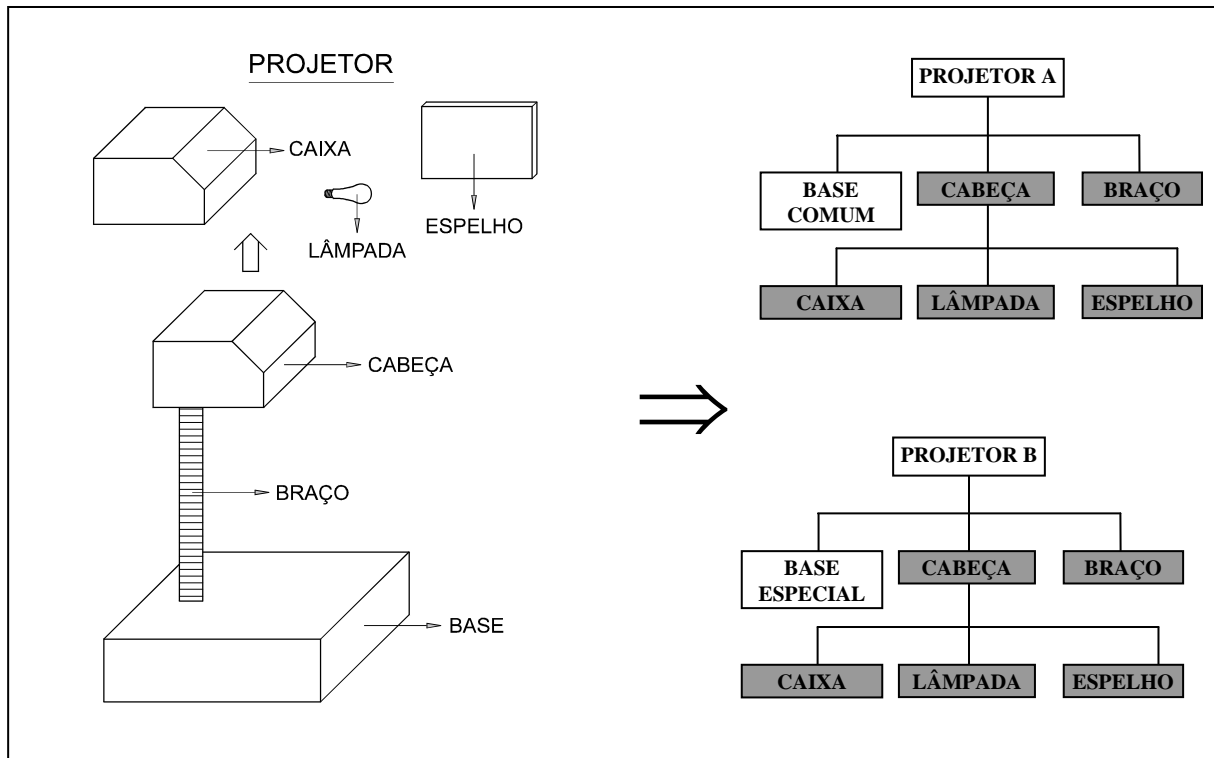 PROJETOR
CAIXA
LÂMPADA
ESPELHO
CABEÇA
BRAÇO
BASE
PROJETOR A
BASE
COMUM
CABEÇA
BRAÇO
CAIXA
LÂMPADA
ESPELHO
PROJETOR B
BASE
ESPECIAL
CABEÇA
BRAÇO
CAIXA
LÂMPADA
ESPELHO